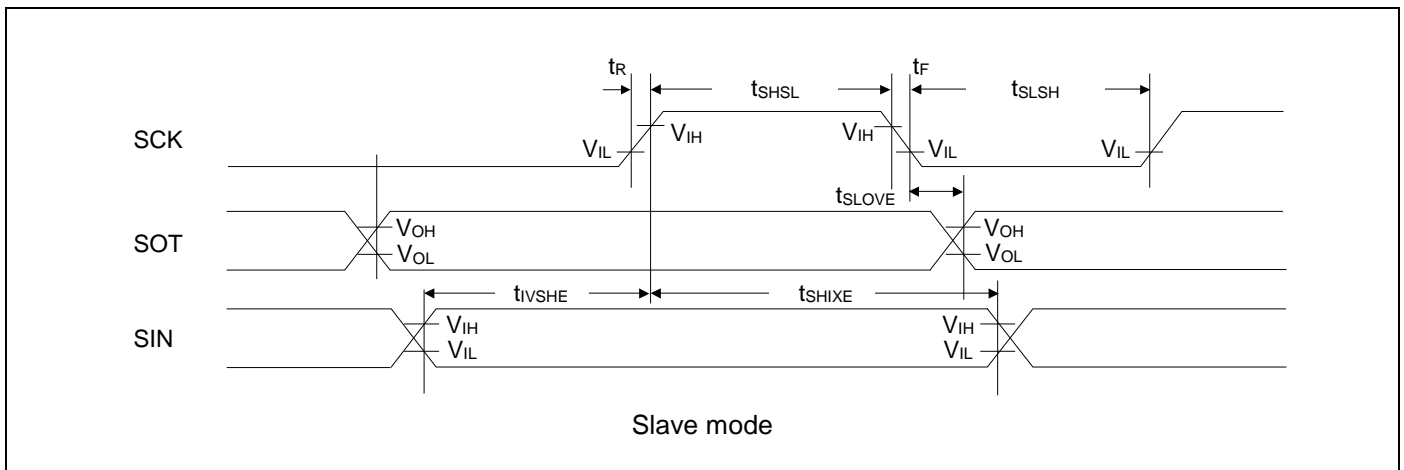 tR tF
tSHSL tSLSH
SCK VIH VIH
VIL VIL VIL
tSLOVE
SOT VOH VOH
VOL VOL
tIVSHE tSHIXE
SIN VIH VIH
VIL VIL
Slave mode